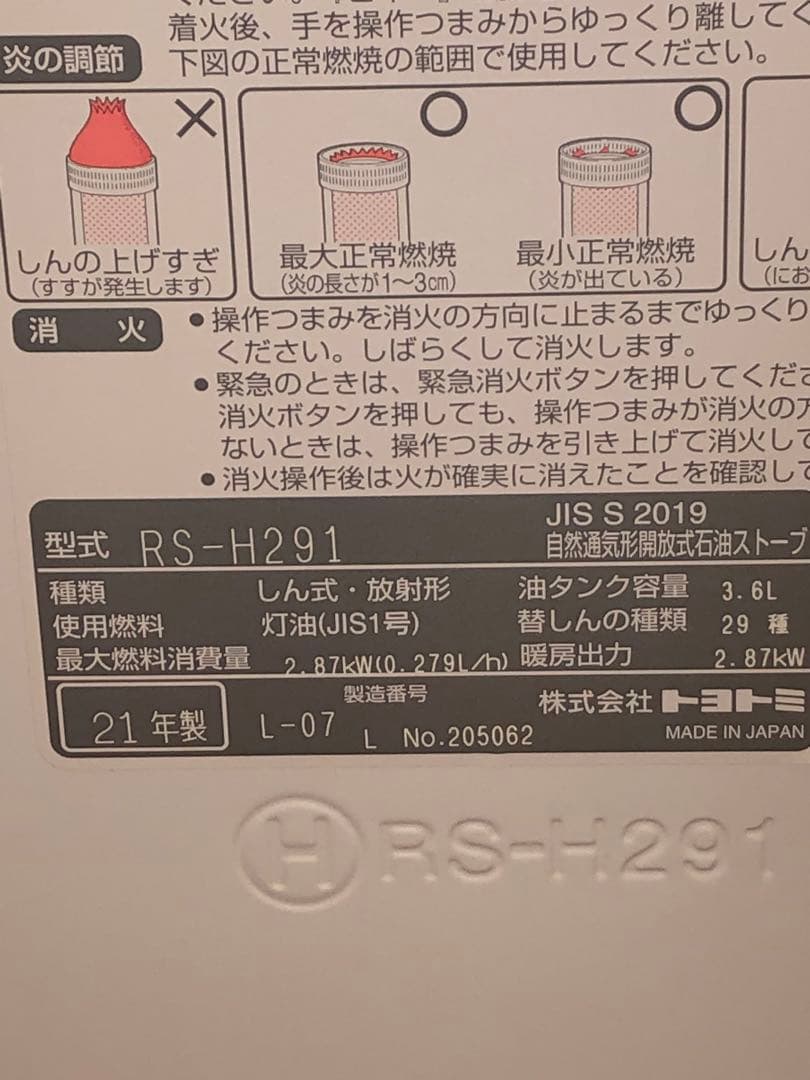 着火後、手を操作つまみからゆっくり離してく
下図の正常燃焼の範囲で使用してください。
炎の調節
しんの上げすぎ
(すすが発生します)
最大正常燃焼
(炎の長さが1〜3cm)
最小正常燃焼
(炎が出ている)
しん
(にお
消 火
●操作つまみを消火の方向に止まるまでゆっくり
ください。しばらくして消火します。
●緊急のときは、緊急消火ボタンを押してくださ
消火ボタンを押しても、操作つまみが消火の方
ないときは、操作つまみを引き上げて消火して
●消火操作後は火が確実に消えたことを確認して
型式 RS-H291
JIS S 2019
自然通気形開放式石油ストーブ
種類 しん式・放射形 油タンク容量 3.6L
使用燃料 灯油(JIS1号) 替しんの種類 29 種
最大燃料消費量 2.87kW(0.279L/h) 暖房出力 2.87kW
21 年製 L-07
製造番号
L No.205062
株式会社トヨトミ
MADE IN JAPAN
H RS-H291